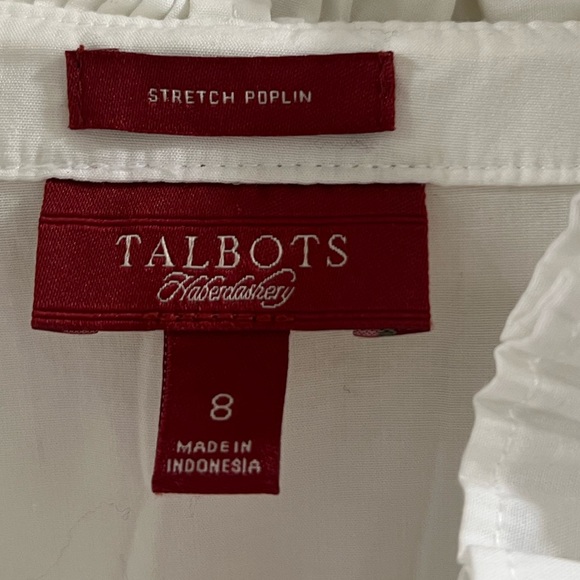 STRETCH POPLIN
TALBOTS
Haberdashery
8
MADE IN
INDONESIA